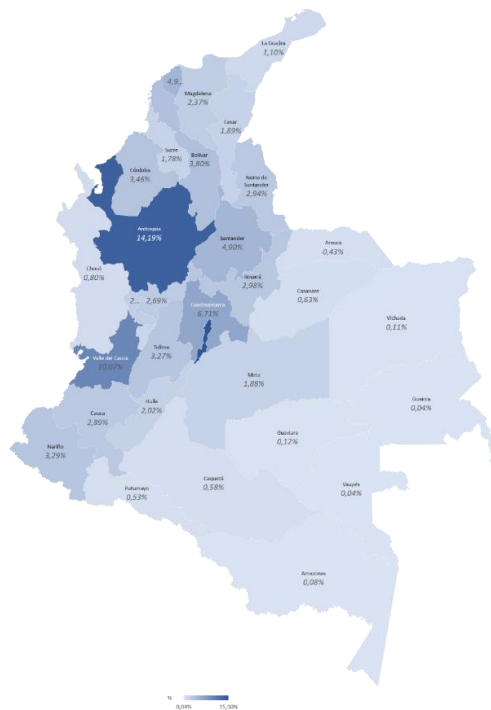 La Guajira
1,10%
4,9...
Magdalena
2,37%
Cesar
1,89%
Sucre
1,78%
Bolívar
3,80%
Córdoba
3,46%
Norte de
Santander
2,94%
Antioquia
14,19%
Santander
4,90%
Arauca
0,43%
Chocó
0,80%
Boyacá
2,98%
Casanare
0,63%
2...
2,69%
Cundinamarca
6,71%
Vichada
0,11%
Valle del Cauca
10,07%
Tolima
3,27%
Meta
1,88%
Guainía
0,04%
Huila
2,02%
Cauca
2,89%
Guaviare
0,12%
Nariño
3,29%
Caquetá
0,58%
Vaupés
0,04%
Putumayo
0,53%
Amazonas
0,08%
%
0,04%
15,50%